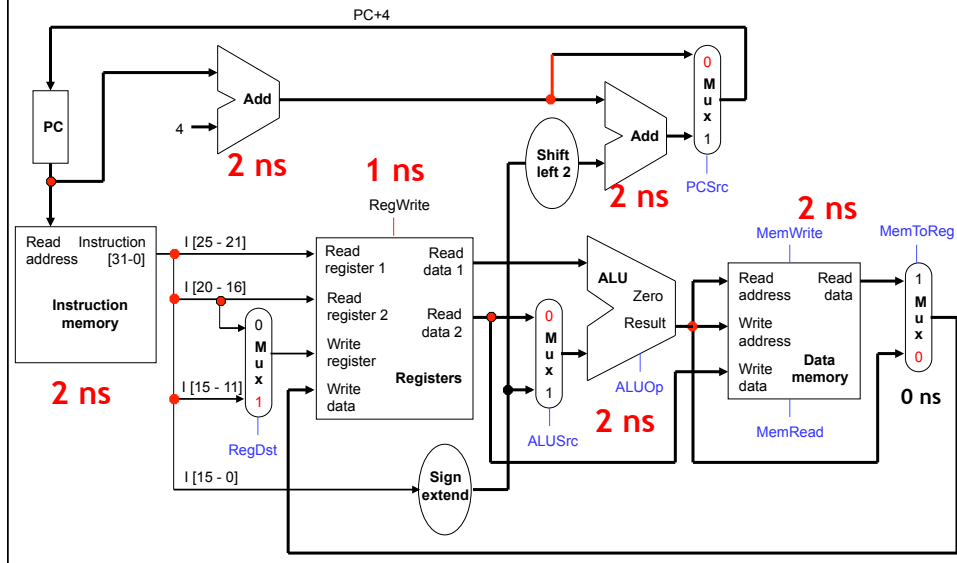 PC+4
PC
4
Add
2 ns
Shift
left 2
Add
2 ns
0
M
u
x
1
PCSrc
1 ns
RegWrite
Read
address
Instruction
[31-0]
Instruction
memory
2 ns
I [25 - 21]
I [20 - 16]
I [15 - 11]
I [15 - 0]
0
M
u
x
1
RegDst
Read
register 1
Read
register 2
Write
register
Write
data
Read
data 1
Read
data 2
Registers
Sign
extend
0
M
u
x
1
ALUSrc
ALU
Zero
Result
ALUOp
2 ns
2 ns
MemWrite
Read
address
Write
address
Write
data
Read
data
Data
memory
MemRead
MemToReg
1
M
u
x
0
0 ns